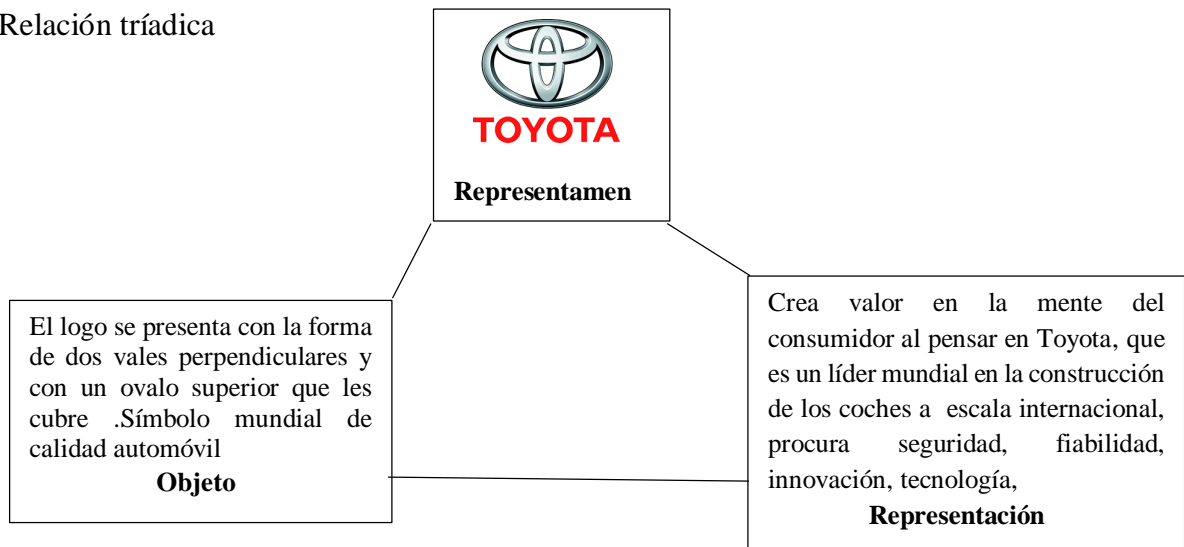 Relación tríadica
TOYOTA
Representamen
El logo se presenta con la forma
de dos vales perpendiculares y
con un ovalo superior que les
cubre .Símbolo mundial de
calidad automóvil
Objeto
Crea valor en la mente del
consumidor al pensar en Toyota, que
es un líder mundial en la construcción
de los coches a escala internacional,
procura seguridad, fiabilidad,
innovación, tecnología,
Representación